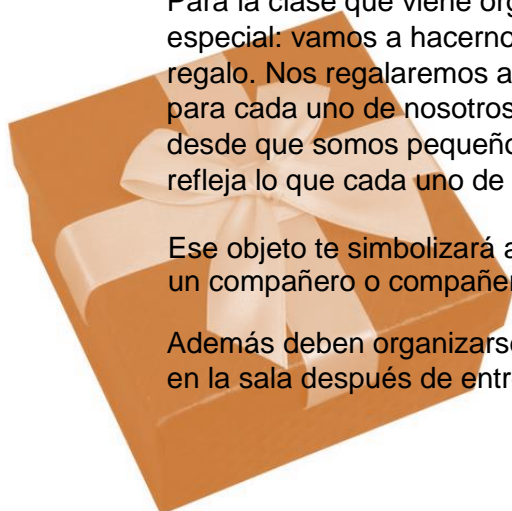 Para la clase que viene
especial: vamos a hacerno
regalo. Nos regalaremos a
para cada uno de nosotros
desde que somos pequeño
refleja lo que cada uno de
Ese objeto te simbolizará a
un compañero o compañer
Además deben organizarse
en la sala después de entr